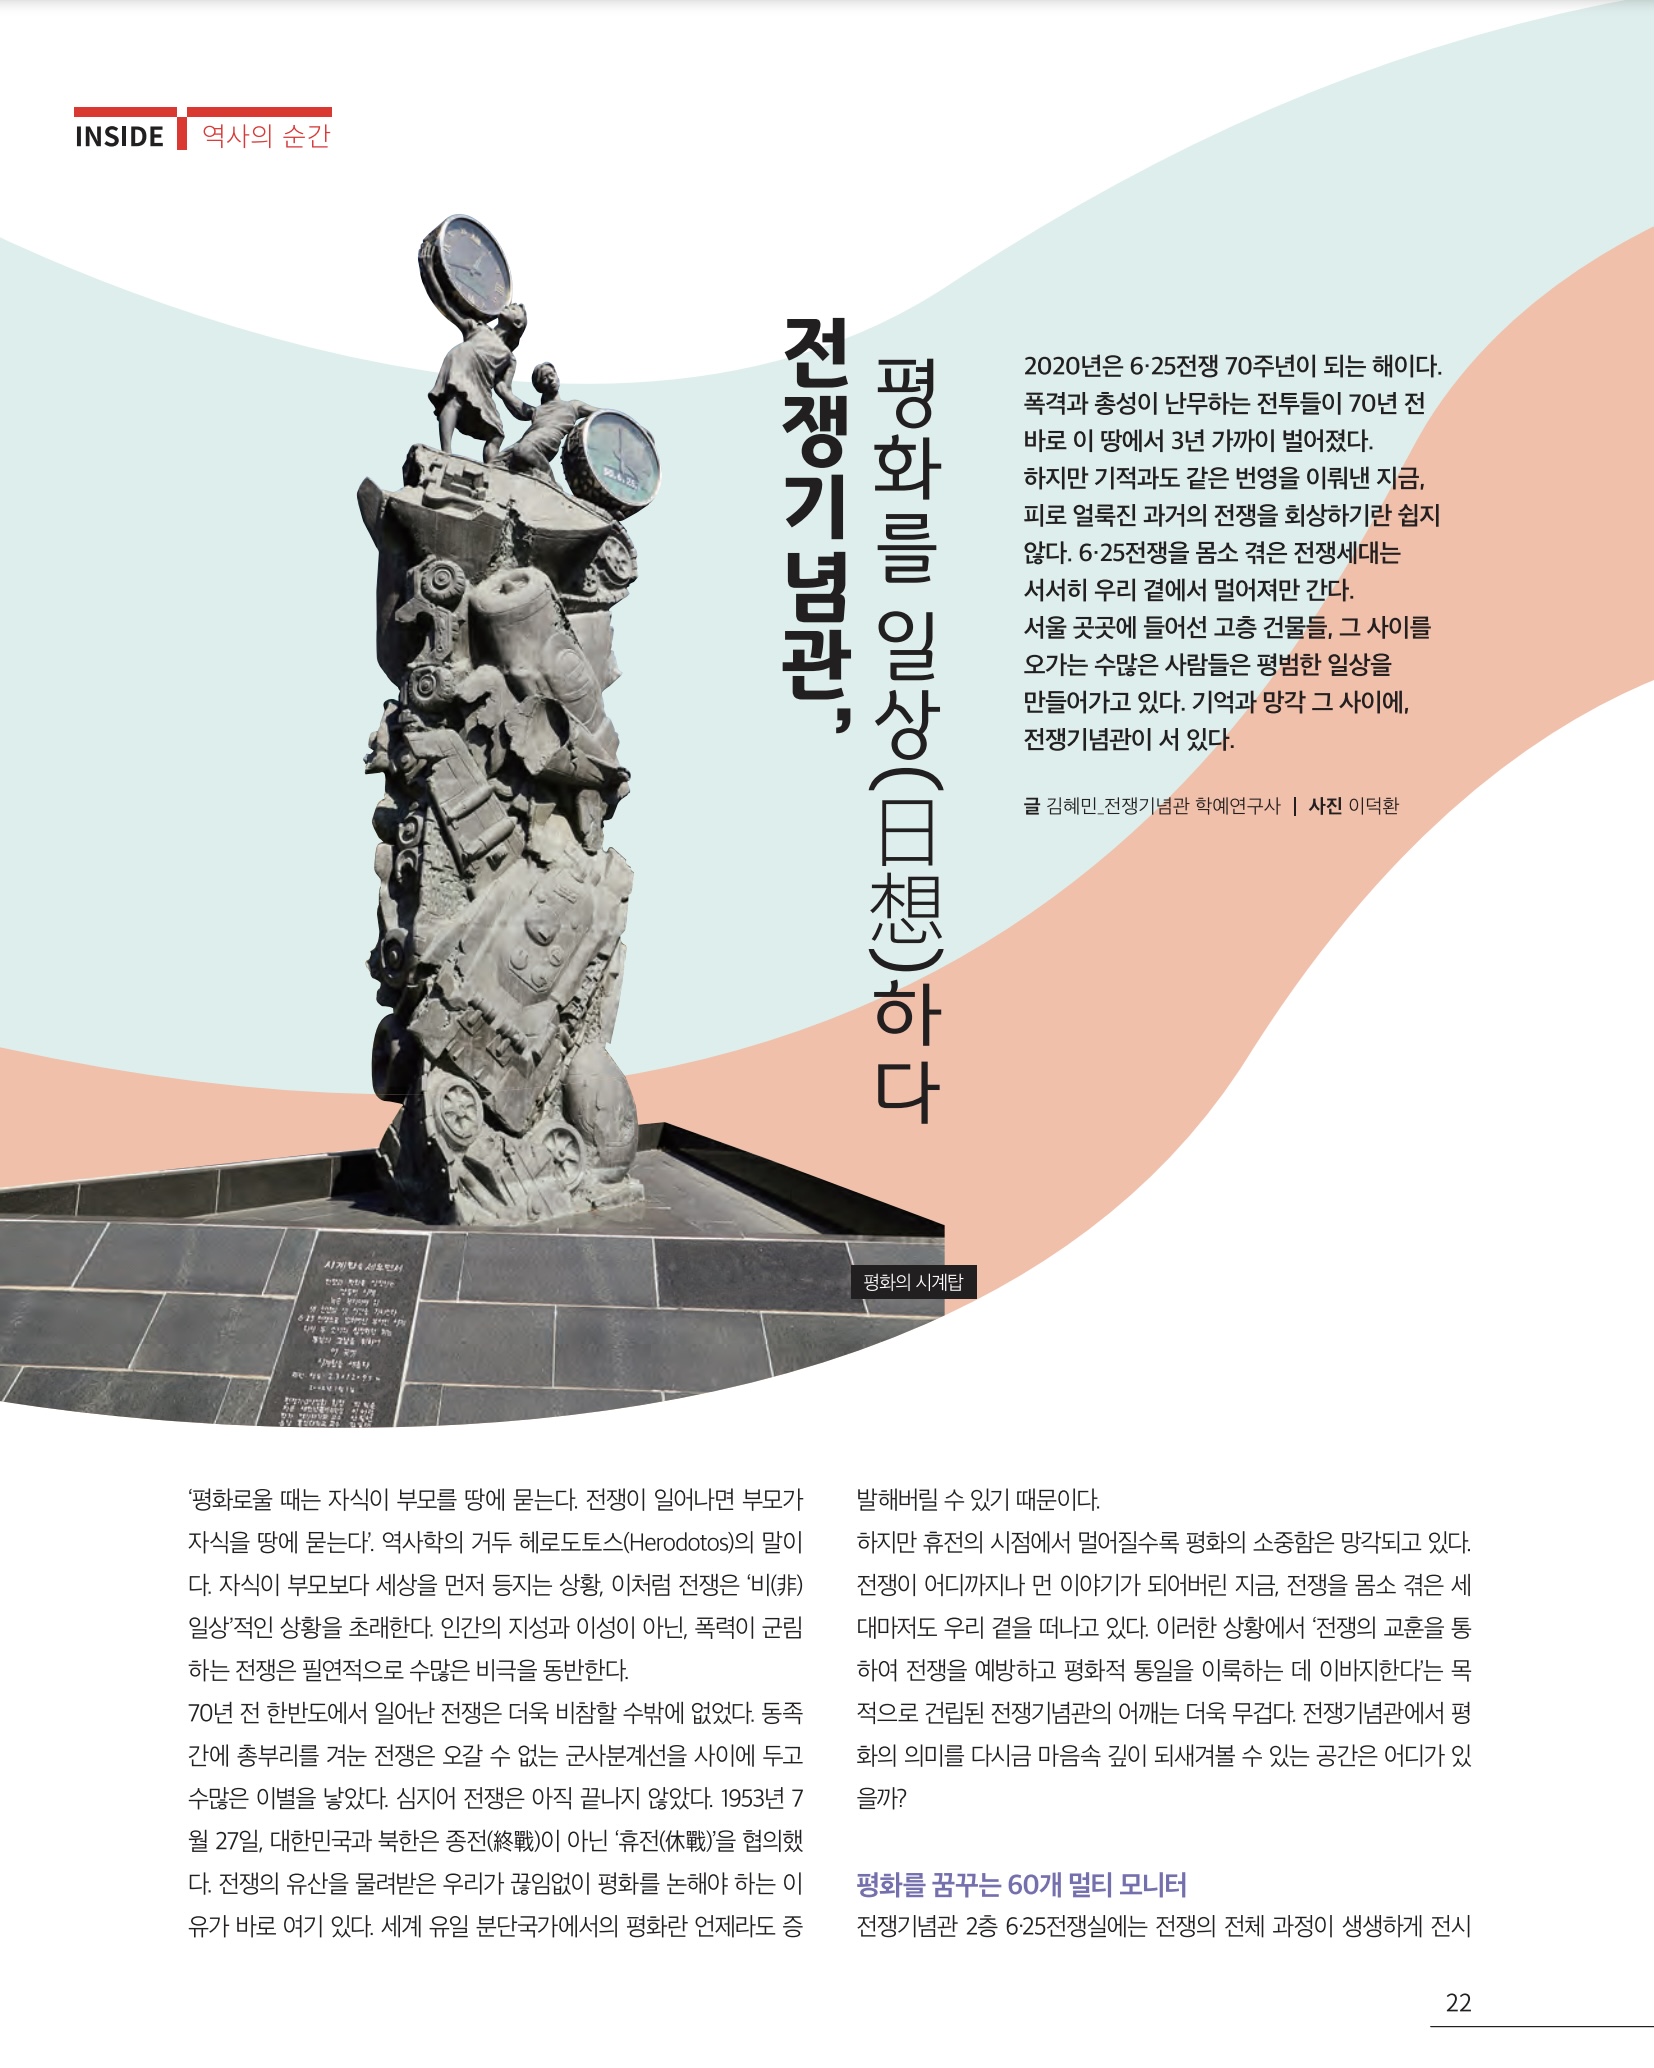 INSIDE 역사의 순간
전쟁기념관,
평화를 일상(日想)하다
2020년은 6·25전쟁 70주년이 되는 해이다.
폭격과 총성이 난무하는 전투들이 70년 전
바로 이 땅에서 3년 가까이 벌어졌다.
하지만 기적과도 같은 번영을 이뤄낸 지금,
피로 얼룩진 과거의 전쟁을 회상하기란 쉽지
않다. 6·25전쟁을 몸소 겪은 전쟁세대는
서서히 우리 곁에서 멀어져만 간다.
서울 곳곳에 들어선 고층 건물들, 그 사이를
오가는 수많은 사람들은 평범한 일상을
만들어가고 있다. 기억과 망각 그 사이에,
전쟁기념관이 서 있다.
글 김혜민_전쟁기념관 학예연구사 | 사진 이덕환
평화의 시계탑
시계탑을 세우면서
‘평화로울 때는 자식이 부모를 땅에 묻는다. 전쟁이 일어나면 부모가
자식을 땅에 묻는다’. 역사학의 거두 헤로도토스(Herodotos)의 말이
다. 자식이 부모보다 세상을 먼저 등지는 상황, 이처럼 전쟁은 ‘비(非)
일상’적인 상황을 초래한다. 인간의 지성과 이성이 아닌, 폭력이 군림
하는 전쟁은 필연적으로 수많은 비극을 동반한다.
70년 전 한반도에서 일어난 전쟁은 더욱 비참할 수밖에 없었다. 동족
간에 총부리를 겨눈 전쟁은 오갈 수 없는 군사분계선을 사이에 두고
수많은 이별을 낳았다. 심지어 전쟁은 아직 끝나지 않았다. 1953년 7
월 27일, 대한민국과 북한은 종전(終戰)이 아닌 ‘휴전(休戰)’을 협의했
다. 전쟁의 유산을 물려받은 우리가 끊임없이 평화를 논해야 하는 이
유가 바로 여기 있다. 세계 유일 분단국가에서의 평화란 언제라도 증
발해버릴 수 있기 때문이다.
하지만 휴전의 시점에서 멀어질수록 평화의 소중함은 망각되고 있다.
전쟁이 어디까지나 먼 이야기가 되어버린 지금, 전쟁을 몸소 겪은 세
대마저도 우리 곁을 떠나고 있다. 이러한 상황에서 ‘전쟁의 교훈을 통
하여 전쟁을 예방하고 평화적 통일을 이룩하는 데 이바지한다’는 목
적으로 건립된 전쟁기념관의 어깨는 더욱 무겁다. 전쟁기념관에서 평
화의 의미를 다시금 마음속 깊이 되새겨볼 수 있는 공간은 어디가 있
을까?
평화를 꿈꾸는 60개 멀티 모니터
전쟁기념관 2층 6·25전쟁실에는 전쟁의 전체 과정이 생생하게 전시
22